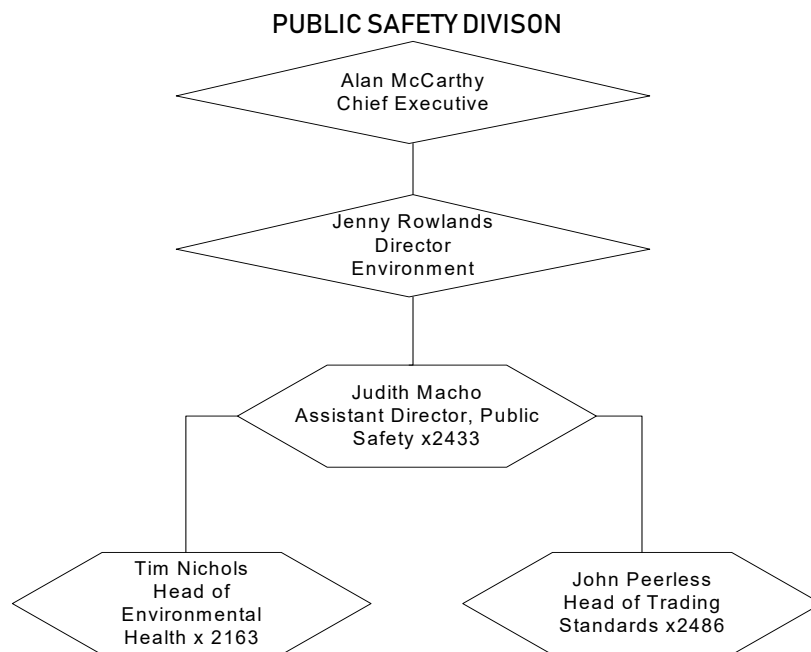 PUBLIC SAFETY DIVISON
Alan McCarthy
Chief Executive
Jenny Rowlands
Director
Environment
Judith Macho
Assistant Director, Public
Safety x2433
Tim Nichols
Head of
Environmental
Health x 2163
John Peerless
Head of Trading
Standards x2486